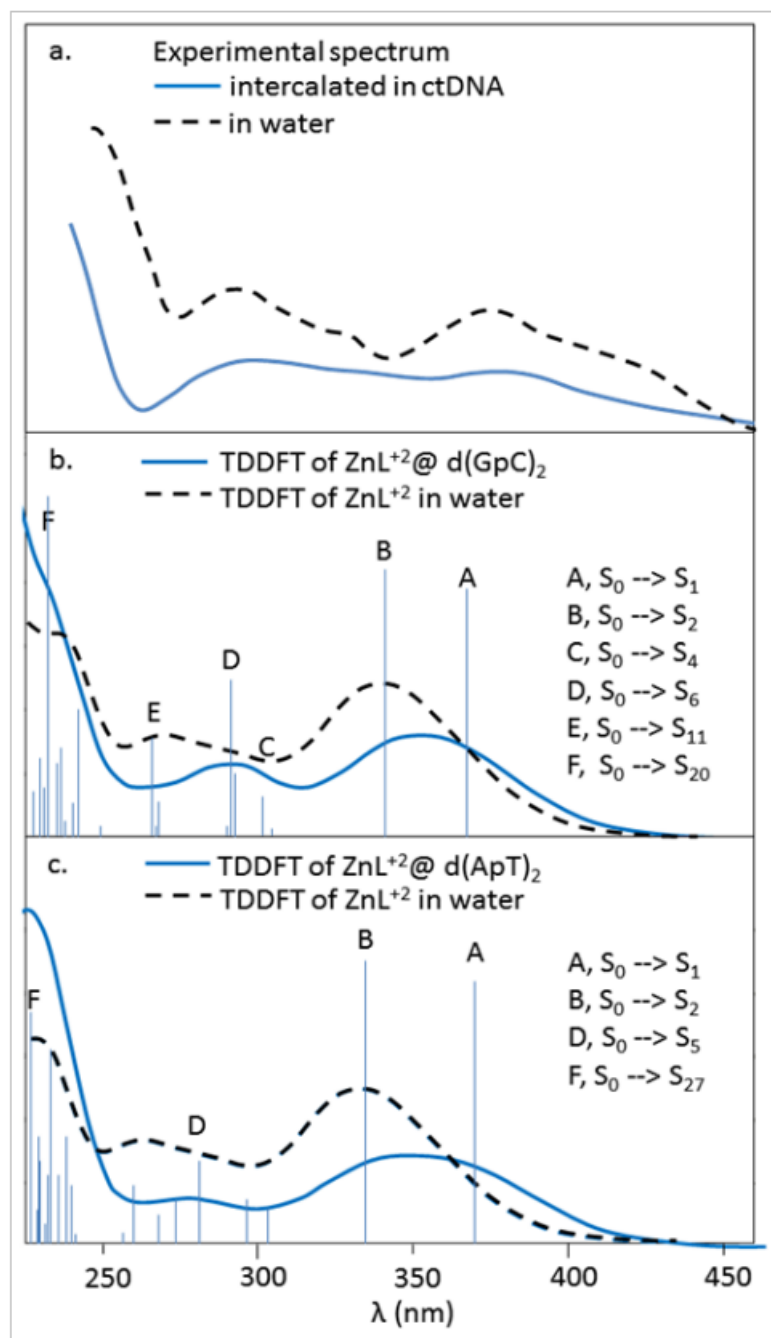 a. Experimental spectrum
intercalated in ctDNA
in water
b. TDDFT of ZnL⁺²@ d(GpC)₂
TDDFT of ZnL⁺² in water
F
B
A
D
E
C
A, S₀ --> S₁
B, S₀ --> S₂
C, S₀ --> S₄
D, S₀ --> S₆
E, S₀ --> S₁₁
F, S₀ --> S₂₀
c. TDDFT of ZnL⁺²@ d(ApT)₂
TDDFT of ZnL⁺² in water
B
A
F
D
A, S₀ --> S₁
B, S₀ --> S₂
D, S₀ --> S₅
F, S₀ --> S₂₇
250 300 350 400 450
λ (nm)